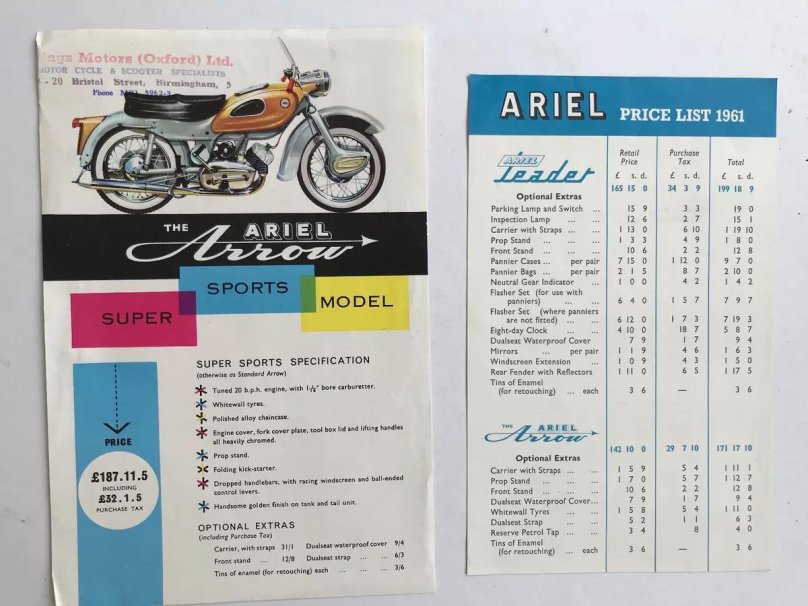 ngs Motors (Oxford) Ltd.
OTOR CYCLE & SCOOTER SPECIALISTS
- 20 Bristol Street, Birmingham, 5
Phone 5962-3
THE ARIEL
Arrow
SUPER SPORTS MODEL
SUPER SPORTS SPECIFICATION
(otherwise as Standard Arrow)
Tuned 20 b.h.p. engine, with 1 1/16" bore carburetter.
Whitewall tyres.
Polished alloy chaincase.
Engine cover, fork cover plate, tool box lid and lifting handles
all heavily chromed.
Prop stand.
Folding kick-starter.
Dropped handlebars, with racing windscreen and ball-ended
control levers.
Handsome golden finish on tank and tail unit.
PRICE
£187.11.5
INCLUDING
£32.1.5
PURCHASE TAX
OPTIONAL EXTRAS
(including Purchase Tax)
Carrier, with straps 31/1 Dualseat waterproof cover 9/4
Front stand ... 12/8 Dualseat strap ... ... 6/3
Tins of enamel (for retouching) each ... ... ... 3/6
ARIEL PRICE LIST 1961
Retail Price Purchase Tax Total
£ s. d. £ s. d. £ s. d.
ARIEL
Leader 165 15 0 34 3 9 199 18 9
Optional Extras
Parking Lamp and Switch ... 15 9 3 3 19 0
Inspection Lamp ... ... 12 6 2 7 15 1
Carrier with Straps ... ... 1 13 0 6 10 1 19 10
Prop Stand ... ... ... 1 3 3 4 9 1 8 0
Front Stand ... ... ... 10 6 2 2 12 8
Pannier Cases ... per pair 7 15 0 1 12 0 9 7 0
Pannier Bags ... per pair 2 1 5 8 7 2 10 0
Neutral Gear Indicator ... 1 0 0 4 2 1 4 2
Flasher Set (for use with
panniers) ... ... 6 4 0 1 5 7 7 9 7
Flasher Set (where panniers
are not fitted) ... ... 6 12 0 1 7 3 7 19 3
Eight-day Clock ... ... 4 10 0 18 7 5 8 7
Dualseat Waterproof Cover 7 9 1 7 9 4
Mirrors ... per pair 1 1 9 4 6 1 6 3
Windscreen Extension ... 1 0 9 4 3 1 5 0
Rear Fender with Reflectors 1 11 0 6 5 1 17 5
Tins of Enamel
(for retouching) ... each 3 6 — 3 6
THE ARIEL
Arrow 142 10 0 29 7 10 171 17 10
Optional Extras
Carrier with Straps ... ... 1 5 9 5 4 1 11 1
Prop Stand ... ... ... 1 7 0 5 7 1 12 7
Front Stand ... ... ... 10 6 2 2 12 8
Dualseat Waterproof Cover 7 9 1 7 9 4
Whitewall Tyres ... ... 1 5 8 5 4 1 11 0
Dualseat Strap ... ... 5 2 1 1 6 3
Reserve Petrol Tap ... ... 3 4 8 4 0
Tins of Enamel
(for retouching) ... each 3 6 — 3 6